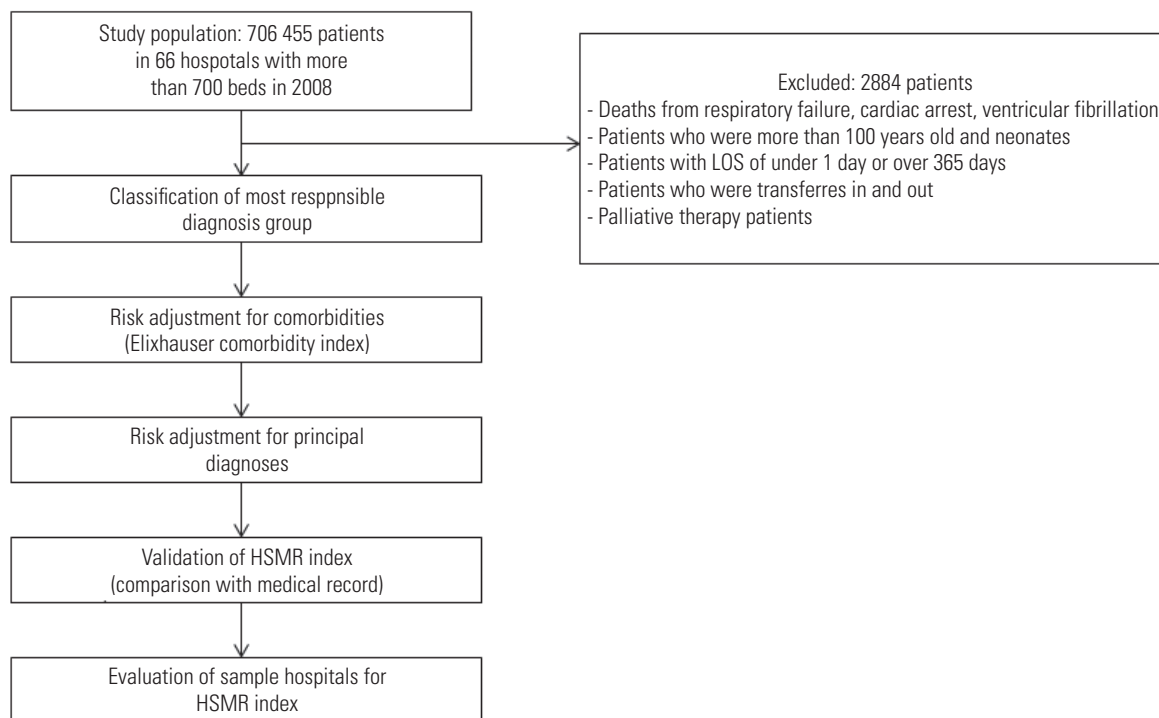 Study population: 706 455 patients
in 66 hospotals with more
than 700 beds in 2008
Excluded: 2884 patients
- Deaths from respiratory failure, cardiac arrest, ventricular fibrillation
- Patients who were more than 100 years old and neonates
- Patients with LOS of under 1 day or over 365 days
- Patients who were transferres in and out
- Palliative therapy patients
Classification of most resppnsible
diagnosis group
Risk adjustment for comorbidities
(Elixhauser comorbidity index)
Risk adjustment for principal
diagnoses
Validation of HSMR index
(comparison with medical record)
Evaluation of sample hospitals for
HSMR index